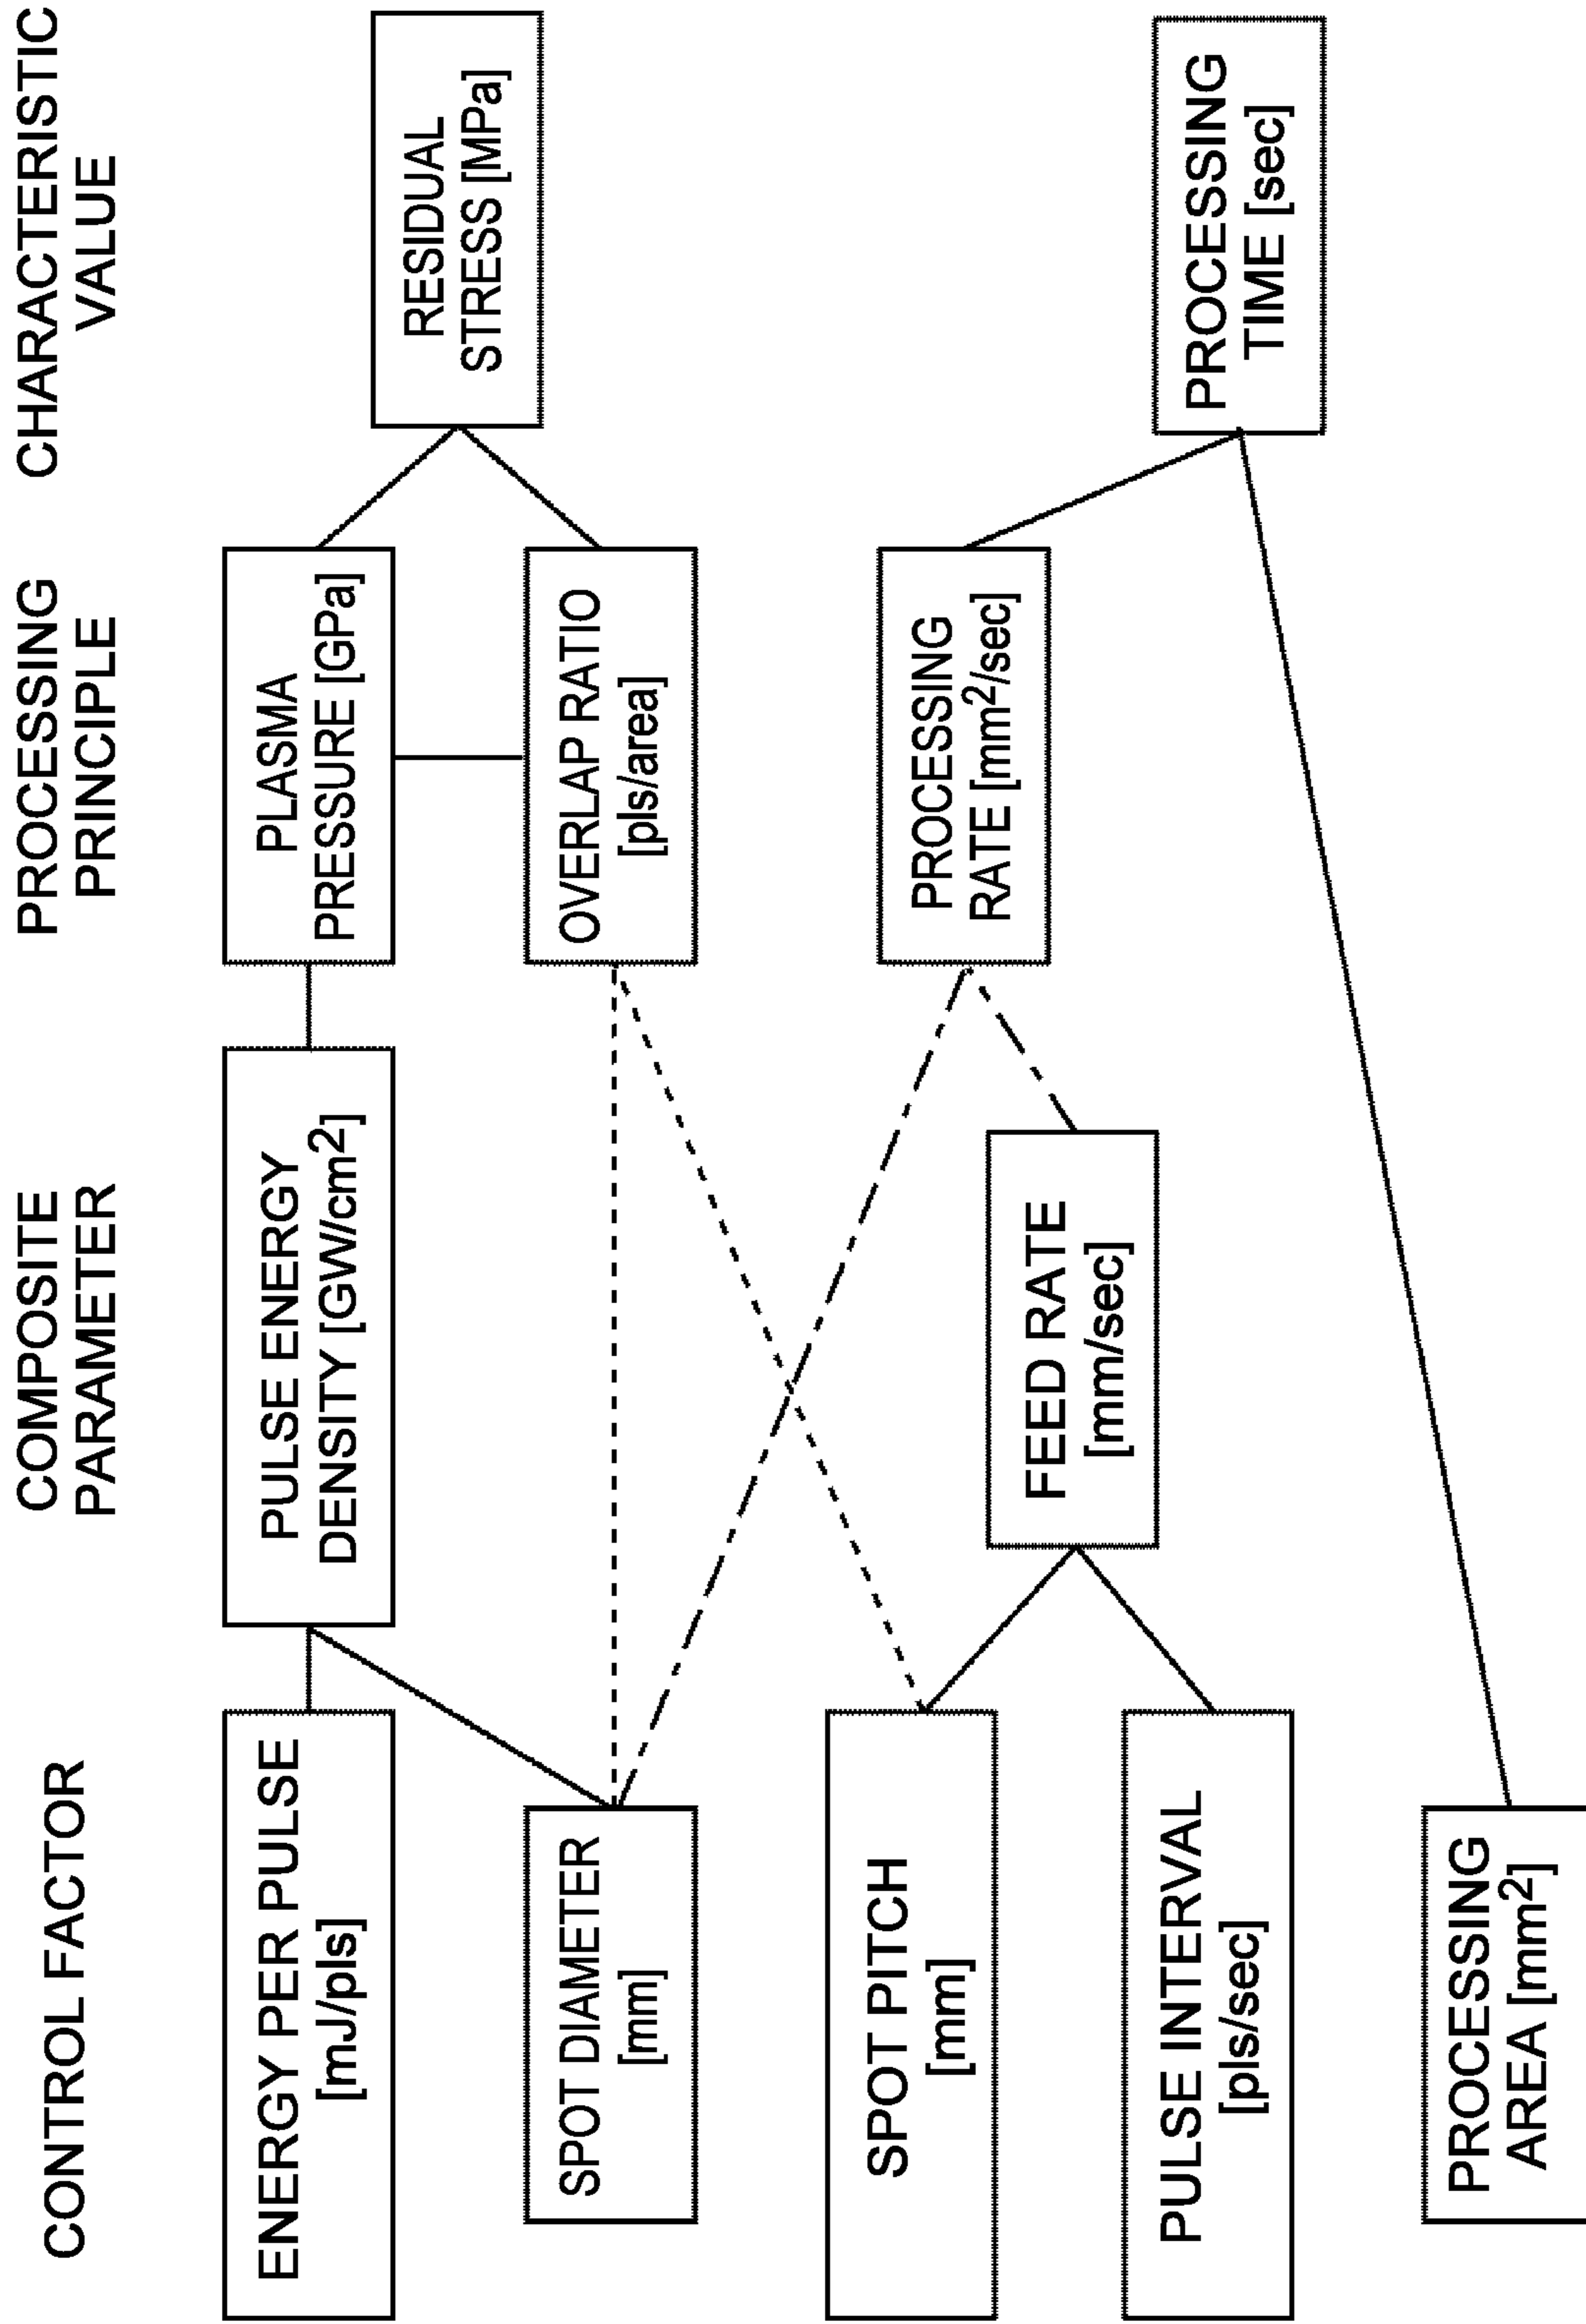 CONTROL FACTOR
COMPOSITE
PARAMETER
PROCESSING
PRINCIPLE
CHARACTERISTIC
VALUE
ENERGY PER PULSE
[mJ/pls]
PULSE ENERGY
DENSITY [GW/cm²]
PLASMA
PRESSURE [GPa]
RESIDUAL
STRESS [MPa]
SPOT DIAMETER
[mm]
OVERLAP RATIO
[pls/area]
SPOT PITCH
[mm]
FEED RATE
[mm/sec]
PROCESSING
RATE [mm²/sec]
PULSE INTERVAL
[pls/sec]
PROCESSING
TIME [sec]
PROCESSING
AREA [mm²]